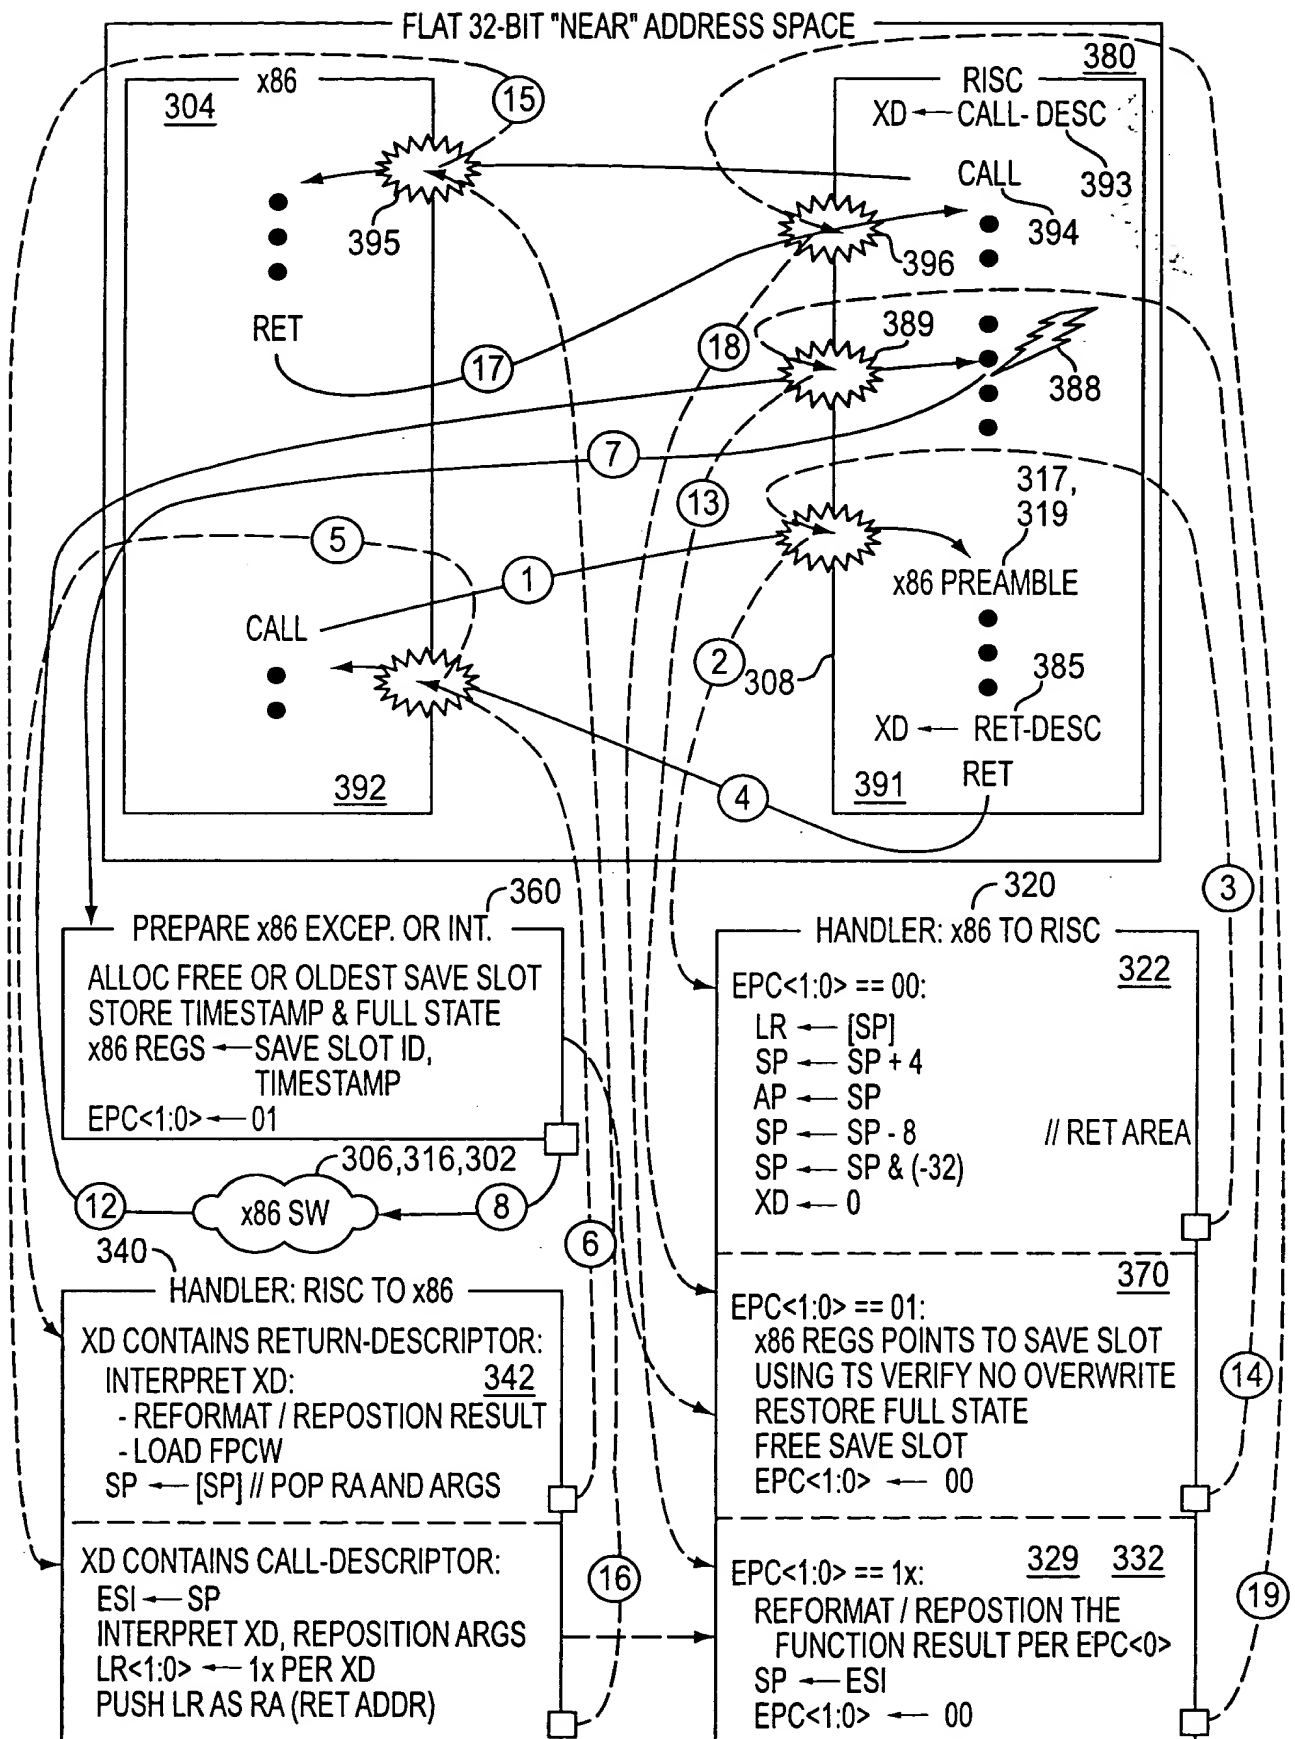 FLAT 32-BIT "NEAR" ADDRESS SPACE
x86
304
15
395
RET
17
5
1
CALL
392
RISC
380
XD ← CALL- DESC
393
CALL
394
396
18
389
388
7
13
317,
319
x86 PREAMBLE
2
308
385
XD ← RET-DESC
4
391
RET
3
360
PREPARE x86 EXCEP. OR INT.
ALLOC FREE OR OLDEST SAVE SLOT
STORE TIMESTAMP & FULL STATE
x86 REGS ← SAVE SLOT ID,
TIMESTAMP
EPC<1:0> ← 01
306,316,302
12
x86 SW
8
6
340
HANDLER: RISC TO x86
XD CONTAINS RETURN-DESCRIPTOR:
INTERPRET XD:
342
- REFORMAT / REPOSTION RESULT
- LOAD FPCW
SP ← [SP] // POP RA AND ARGS
XD CONTAINS CALL-DESCRIPTOR:
ESI ← SP
INTERPRET XD, REPOSITION ARGS
LR<1:0> ← 1x PER XD
PUSH LR AS RA (RET ADDR)
16
320
HANDLER: x86 TO RISC
322
EPC<1:0> == 00:
LR ← [SP]
SP ← SP + 4
AP ← SP
SP ← SP - 8 // RET AREA
SP ← SP & (-32)
XD ← 0
370
EPC<1:0> == 01:
x86 REGS POINTS TO SAVE SLOT
USING TS VERIFY NO OVERWRITE
RESTORE FULL STATE
FREE SAVE SLOT
EPC<1:0> ← 00
14
EPC<1:0> == 1x:
329 332
REFORMAT / REPOSTION THE
FUNCTION RESULT PER EPC<0>
SP ← ESI
EPC<1:0> ← 00
19